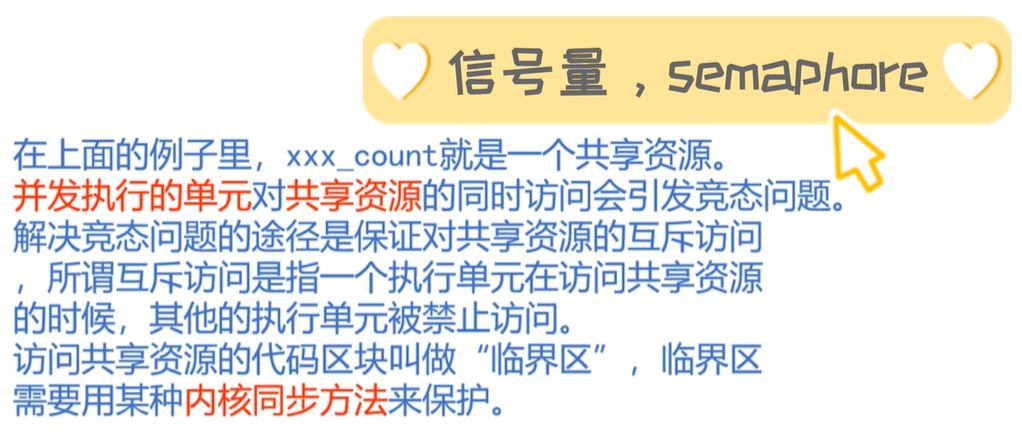 信号量，semaphore
在上面的例子里，xxx_count就是一个共享资源。
并发执行的单元对共享资源的同时访问会引发竞态问题。
解决竞态问题的途径是保证对共享资源的互斥访问
，所谓互斥访问是指一个执行单元在访问共享资源
的时候，其他的执行单元被禁止访问。
访问共享资源的代码区块叫做“临界区”，临界区
需要用某种内核同步方法来保护。